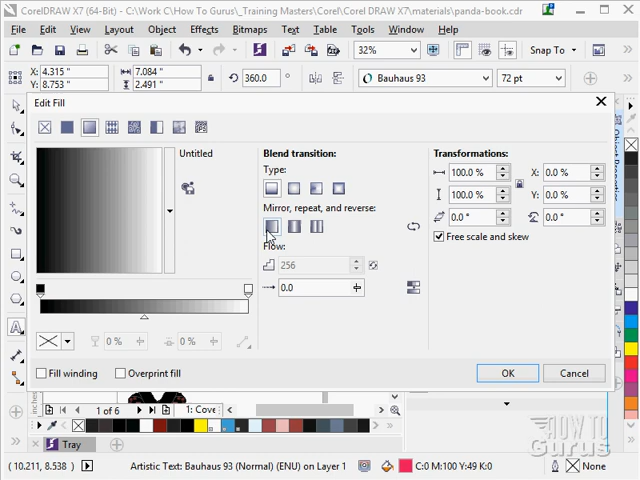 CorelDRAW X7 (64-Bit) - C:\Work C\HowTo Gurus\_Training Masters\Corel\Corel DRAW X7\materials\panda-book.cdr
File Edit View Layout Object Effects Bitmaps Text Table Tools Window
32% Snap To
X: 4.315 " 7.084 " 360.0 ° Bauhaus 93 72 pt
Y: 8.753 " 2.491 "
Edit Fill
Untitled
Blend transition:
Type:
Mirror, repeat, and reverse:
Flow:
256
0.0
Transformations:
100.0 % X: 0.0 %
100.0 % Y: 0.0 %
0.0 ° 0.0 °
Free scale and skew
0 % 0 %
Fill winding Overprint fill OK Cancel
inches
1 of 6 1: Cove
HOW TO
Gurus
Tray
(10.211, 8.538 ) Artistic Text: Bauhaus 93 (Normal) (ENU) on Layer 1 C:0 M:100 Y:49 K:0 None